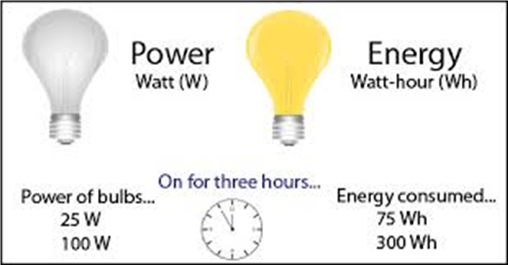 Power
Watt (W)
Energy
Watt-hour (Wh)
On for three hours...
Power of bulbs...
25 W
100 W
Energy consumed...
75 Wh
300 Wh